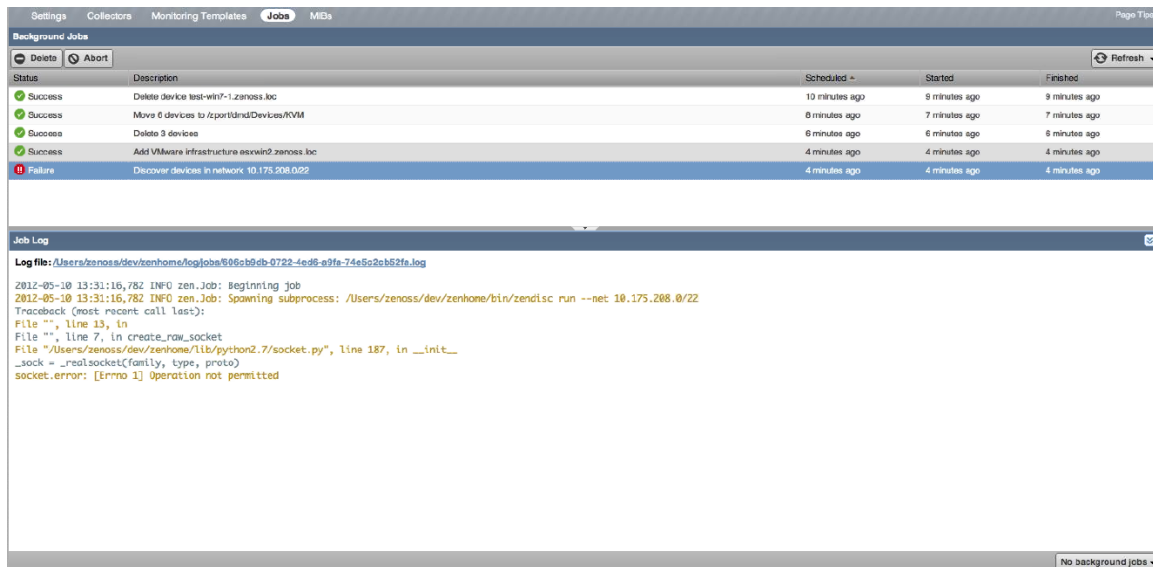 Settings Collectors Monitoring Templates Jobs MIBs Page Tips
Background Jobs
Delete Abort Refresh
Status Description Scheduled Started Finished
Success Delete device test-win7-1.zenoss.loc 10 minutes ago 9 minutes ago 9 minutes ago
Success Move 6 devices to /zport/dmd/Devices/KVM 8 minutes ago 7 minutes ago 7 minutes ago
Success Delete 3 devices 6 minutes ago 6 minutes ago 6 minutes ago
Success Add VMware infrastructure esxwin2.zenoss.loc 4 minutes ago 4 minutes ago 4 minutes ago
Failure Discover devices in network 10.175.208.0/22 4 minutes ago 4 minutes ago 4 minutes ago
Job Log
Log file: /Users/zenoss/dev/zenhome/log/jobs/606cb9db-0722-4ed6-a9fa-74e5c2cb52fa.log
2012-05-10 13:31:16,782 INFO zen.Job: Beginning job
2012-05-10 13:31:16,782 INFO zen.Job: Spawning subprocess: /Users/zenoss/dev/zenhome/bin/zendisc run --net 10.175.208.0/22
Traceback (most recent call last):
File "", line 13, in
File "", line 7, in create_raw_socket
File "/Users/zenoss/dev/zenhome/lib/python2.7/socket.py", line 187, in __init__
_sock = _realsocket(family, type, proto)
socket.error: [Errno 1] Operation not permitted
No background jobs